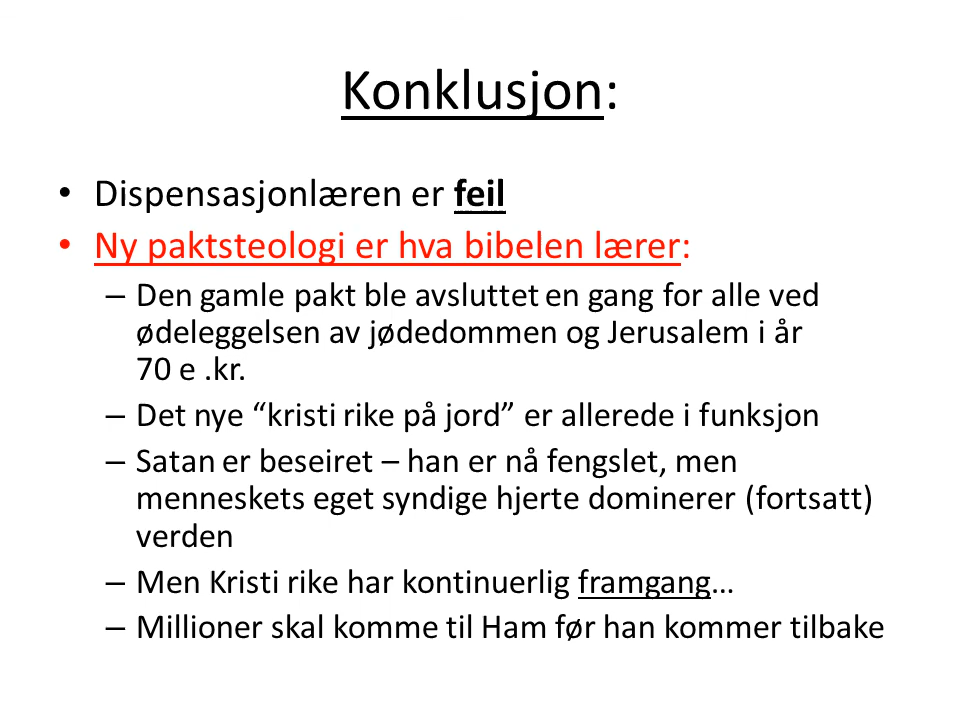 Konklusjon:
• Dispensasjonlæren er feil
• Ny paktsteologi er hva bibelen lærer:
– Den gamle pakt ble avsluttet en gang for alle ved
ødeleggelsen av jødedommen og Jerusalem i år
70 e .kr.
– Det nye “kristi rike på jord” er allerede i funksjon
– Satan er beseiret – han er nå fengslet, men
menneskets eget syndige hjerte dominerer (fortsatt)
verden
– Men Kristi rike har kontinuerlig framgang…
– Millioner skal komme til Ham før han kommer tilbake